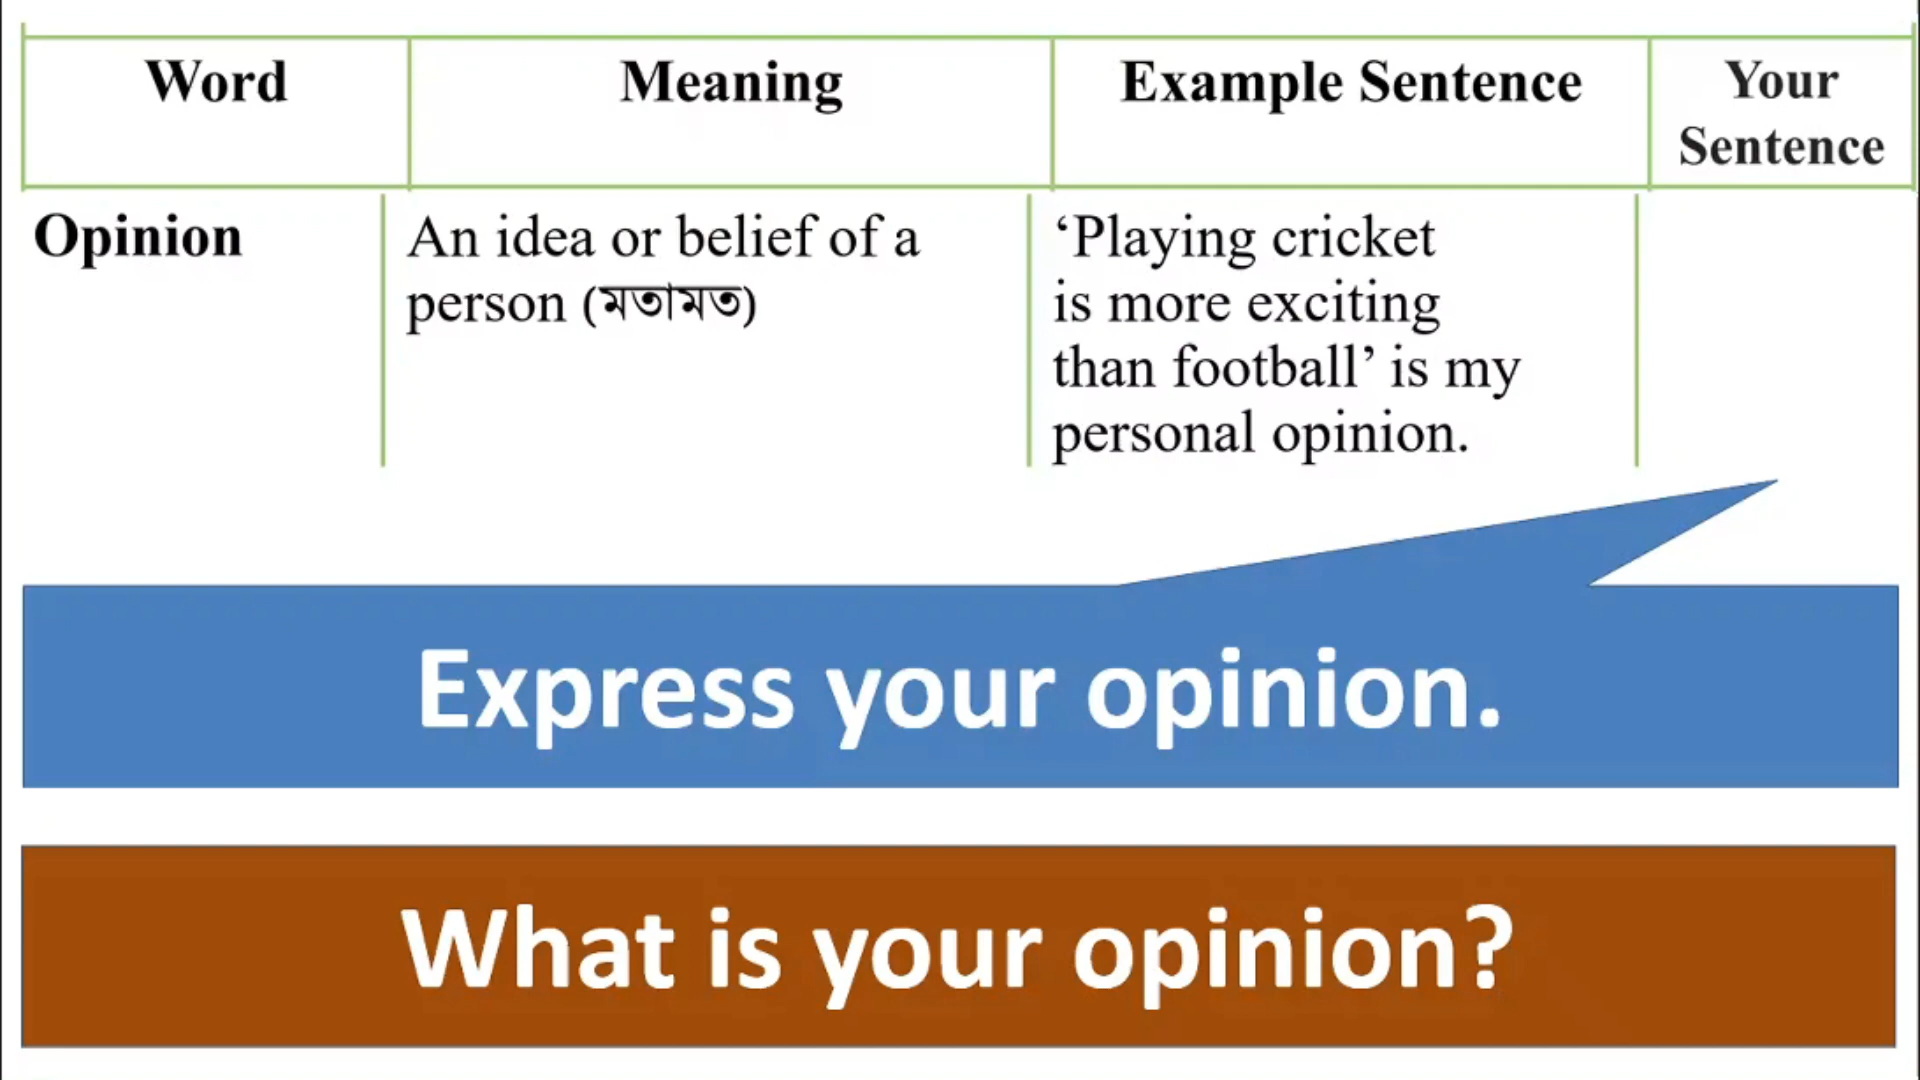 Word
Meaning
Example Sentence
Your
Sentence
Opinion
An idea or belief of a
person (মতামত)
‘Playing cricket
is more exciting
than football’ is my
personal opinion.
Express your opinion.
What is your opinion?